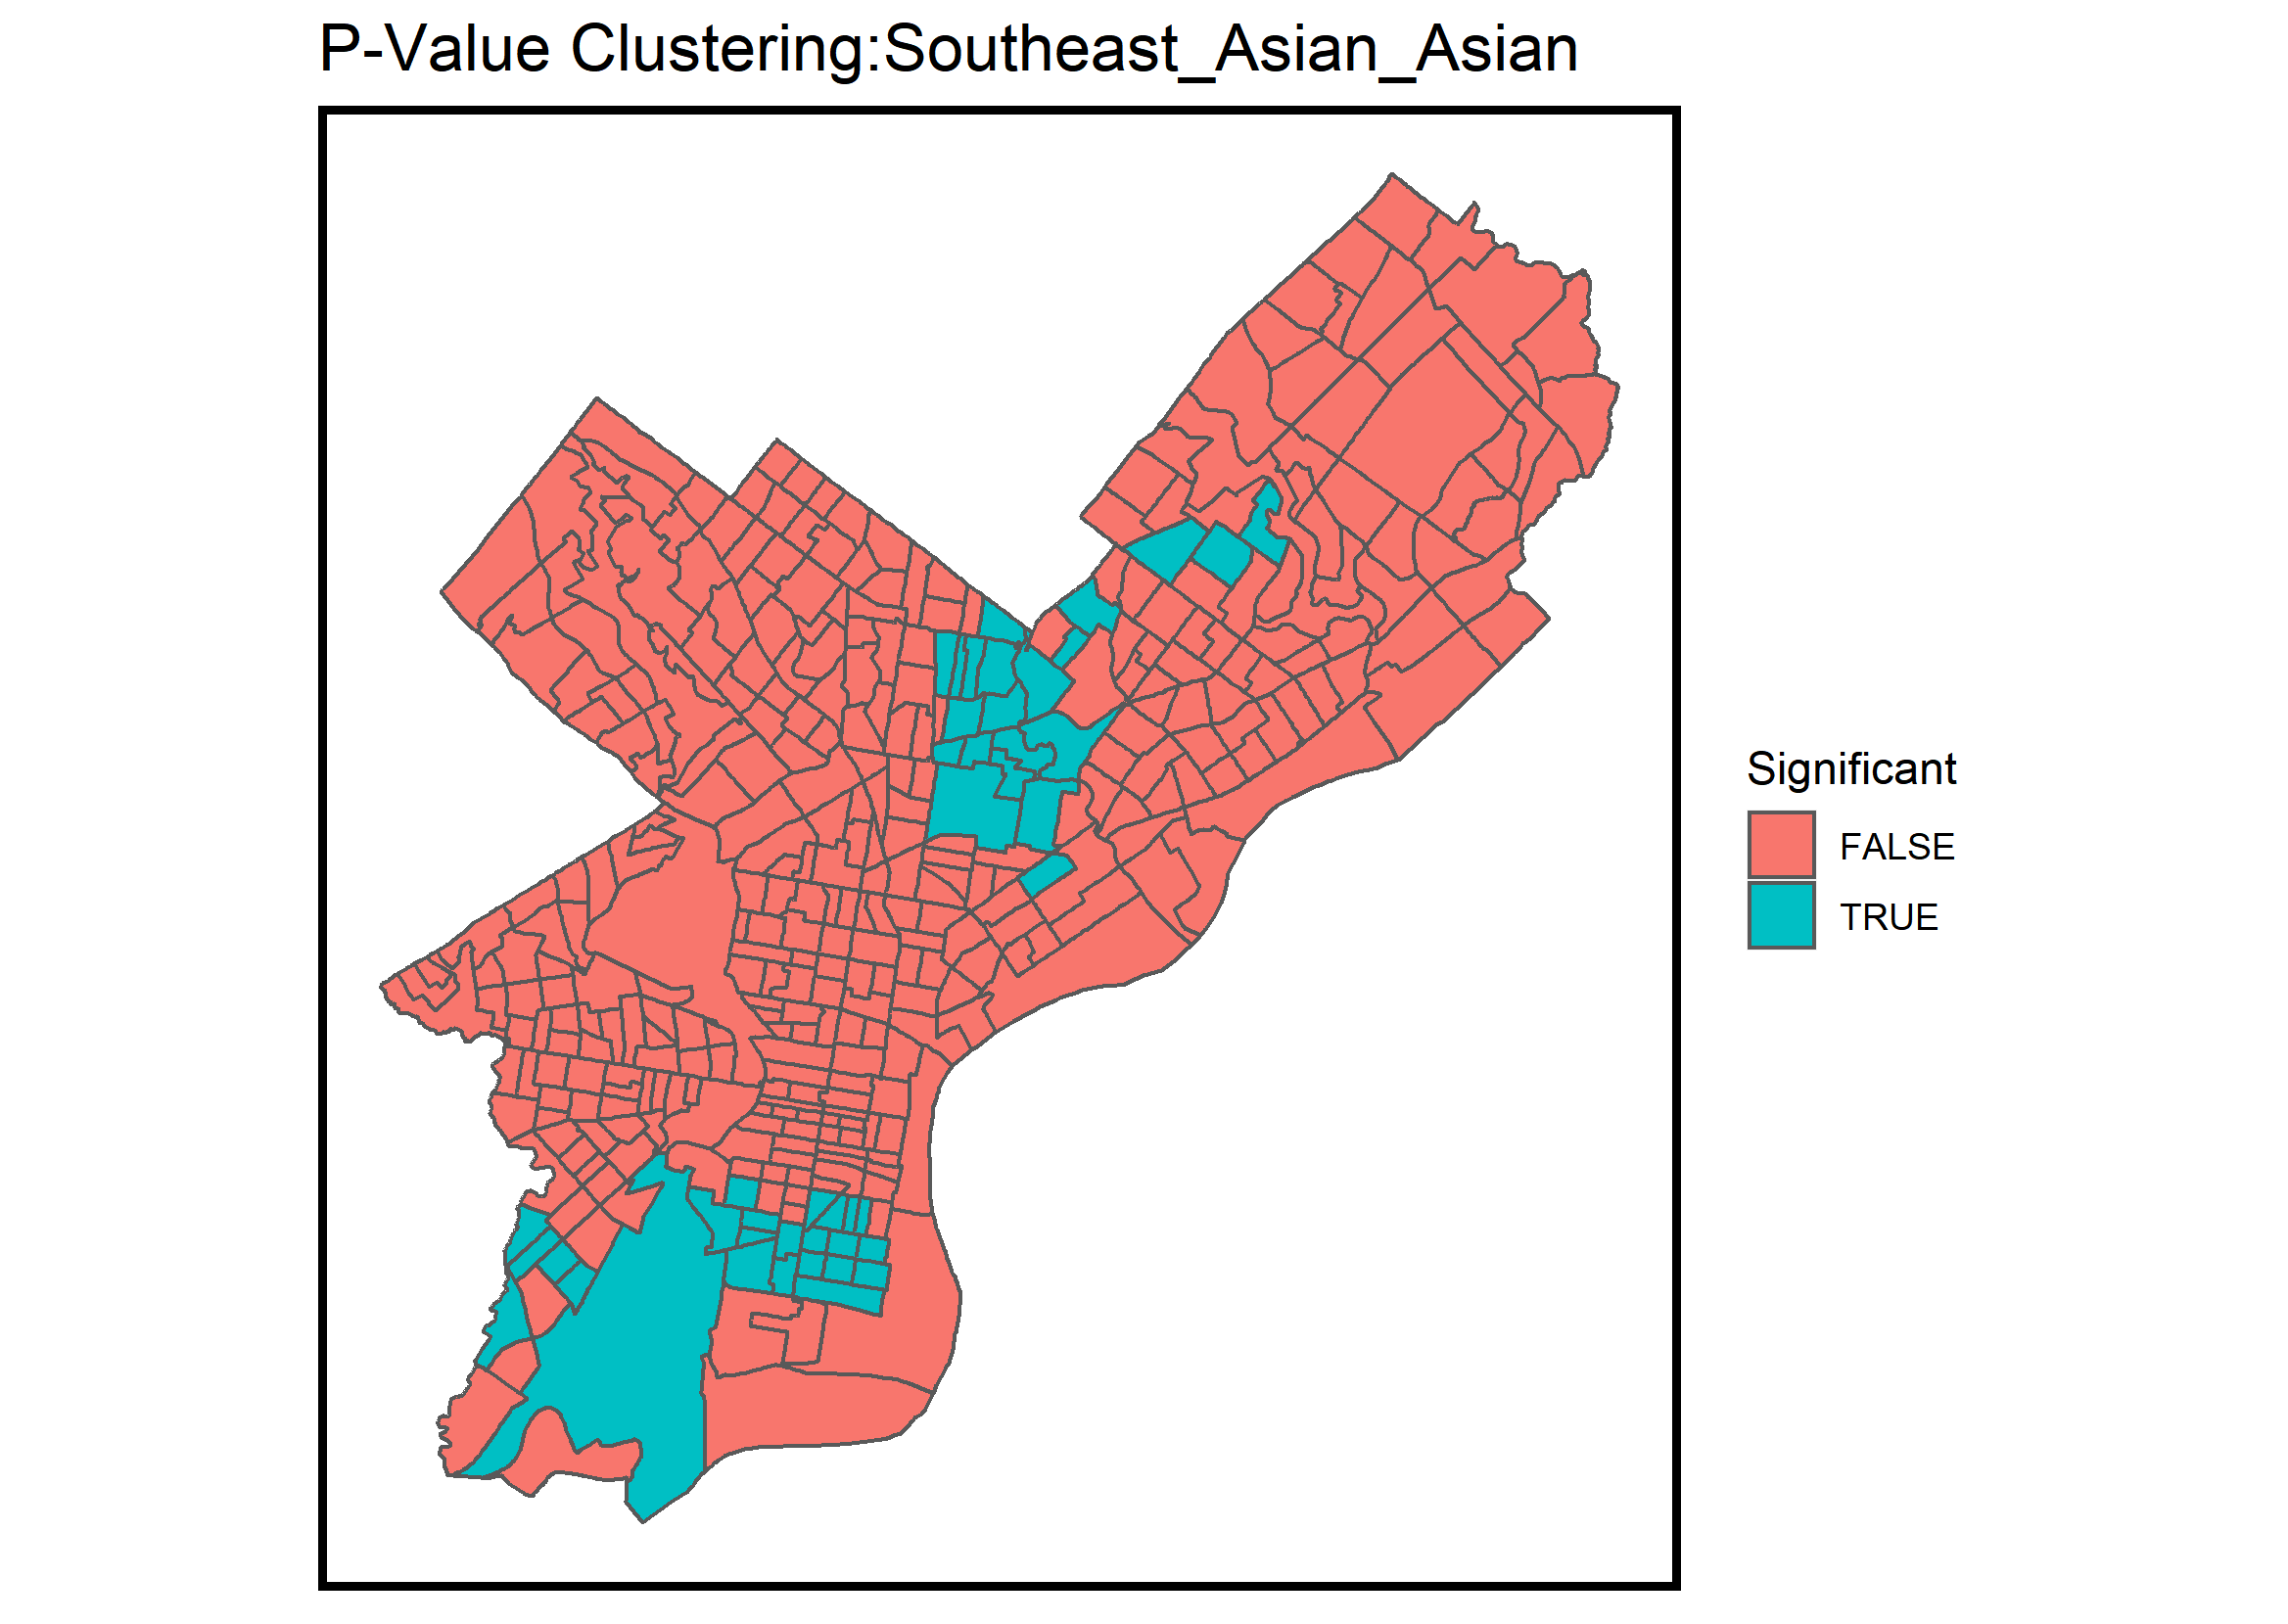 P-Value Clustering:Southeast_Asian_Asian
Significant
FALSE
TRUE